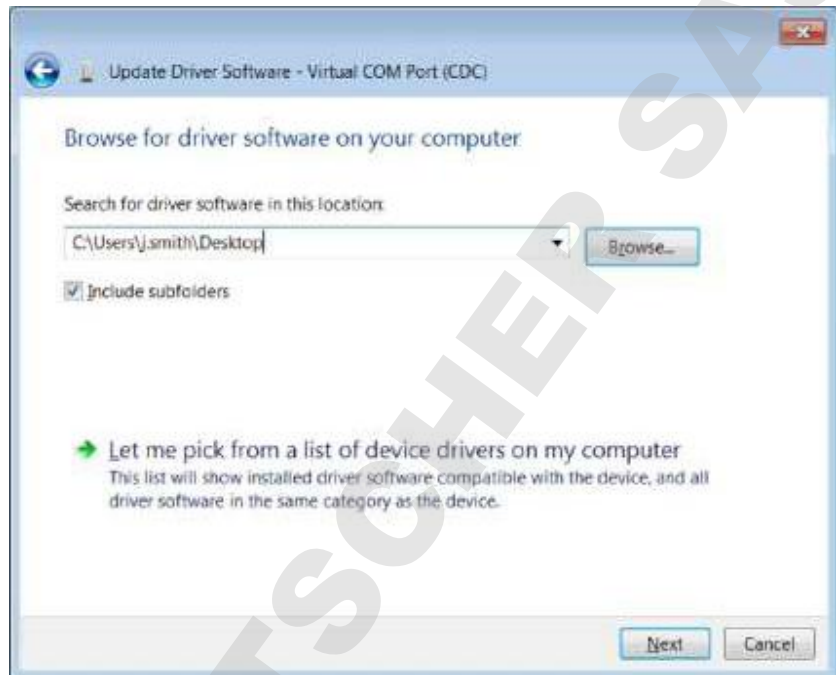 Update Driver Software - Virtual COM Port (CDC)
Browse for driver software on your computer
Search for driver software in this location:
C:\Users\j.smith\Desktop
Browse...
Include subfolders
Let me pick from a list of device drivers on my computer
This list will show installed driver software compatible with the device, and all
driver software in the same category as the device.
Next
Cancel